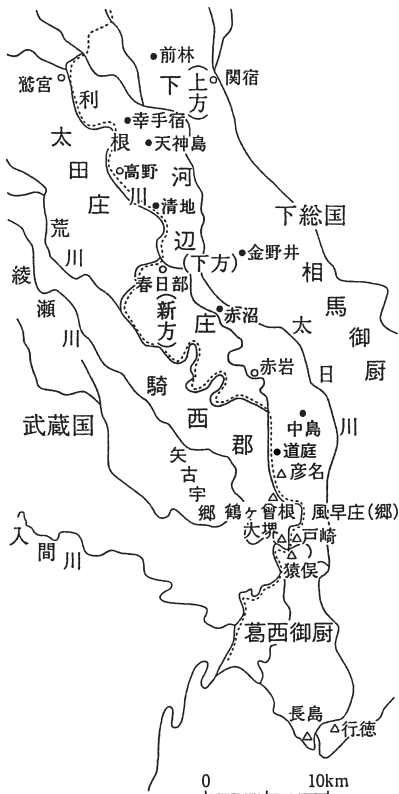 前林
鷲宮
下
（上方）
関宿
利根川
幸手宿
天神島
太田庄
高野
河辺庄
清地
下総国
荒川
（下方）
金野井
綾瀬川
春日部
（新方）
赤沼
相馬御厨
太日川
騎西郡
赤岩
武蔵国
中島
道庭
矢古宇郷
彦名
鶴ヶ曾根
風早庄（郷）
大堺
戸崎
入間川
猿俣
葛西御厨
長島
行徳
0 10km